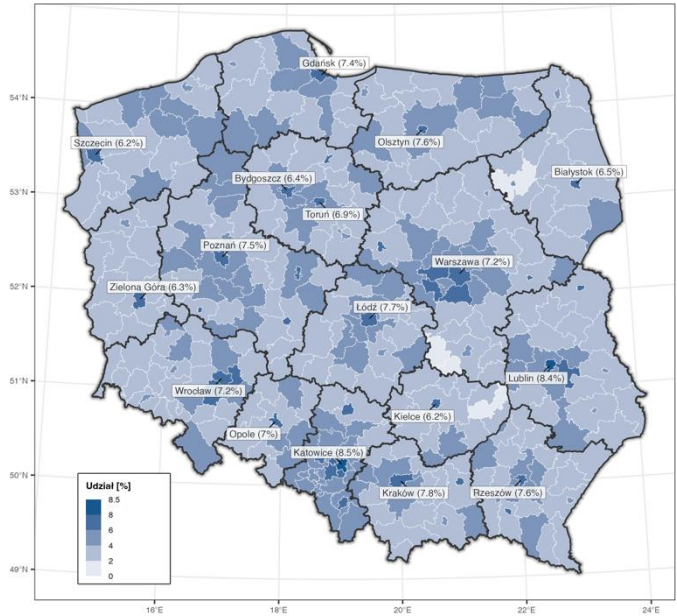 Gdańsk (7.4%)
54°N
Szczecin (6.2%)
Olsztyn (7.6%)
53°N
Bydgoszcz (6.4%)
Białystok (6.5%)
Toruń (6.9%)
Poznań (7.5%)
Warszawa (7.2%)
52°N
Zielona Góra (6.3%)
Łódź (7.7%)
51°N
Wrocław (7.2%)
Lublin (8.4%)
Kielce (6.2%)
Opole (7%)
Katowice (8.5%)
50°N
Kraków (7.8%)
Rzeszów (7.6%)
Udział [%]
8.5
8
6
4
2
0
49°N
16°E
18°E
20°E
22°E
24°E